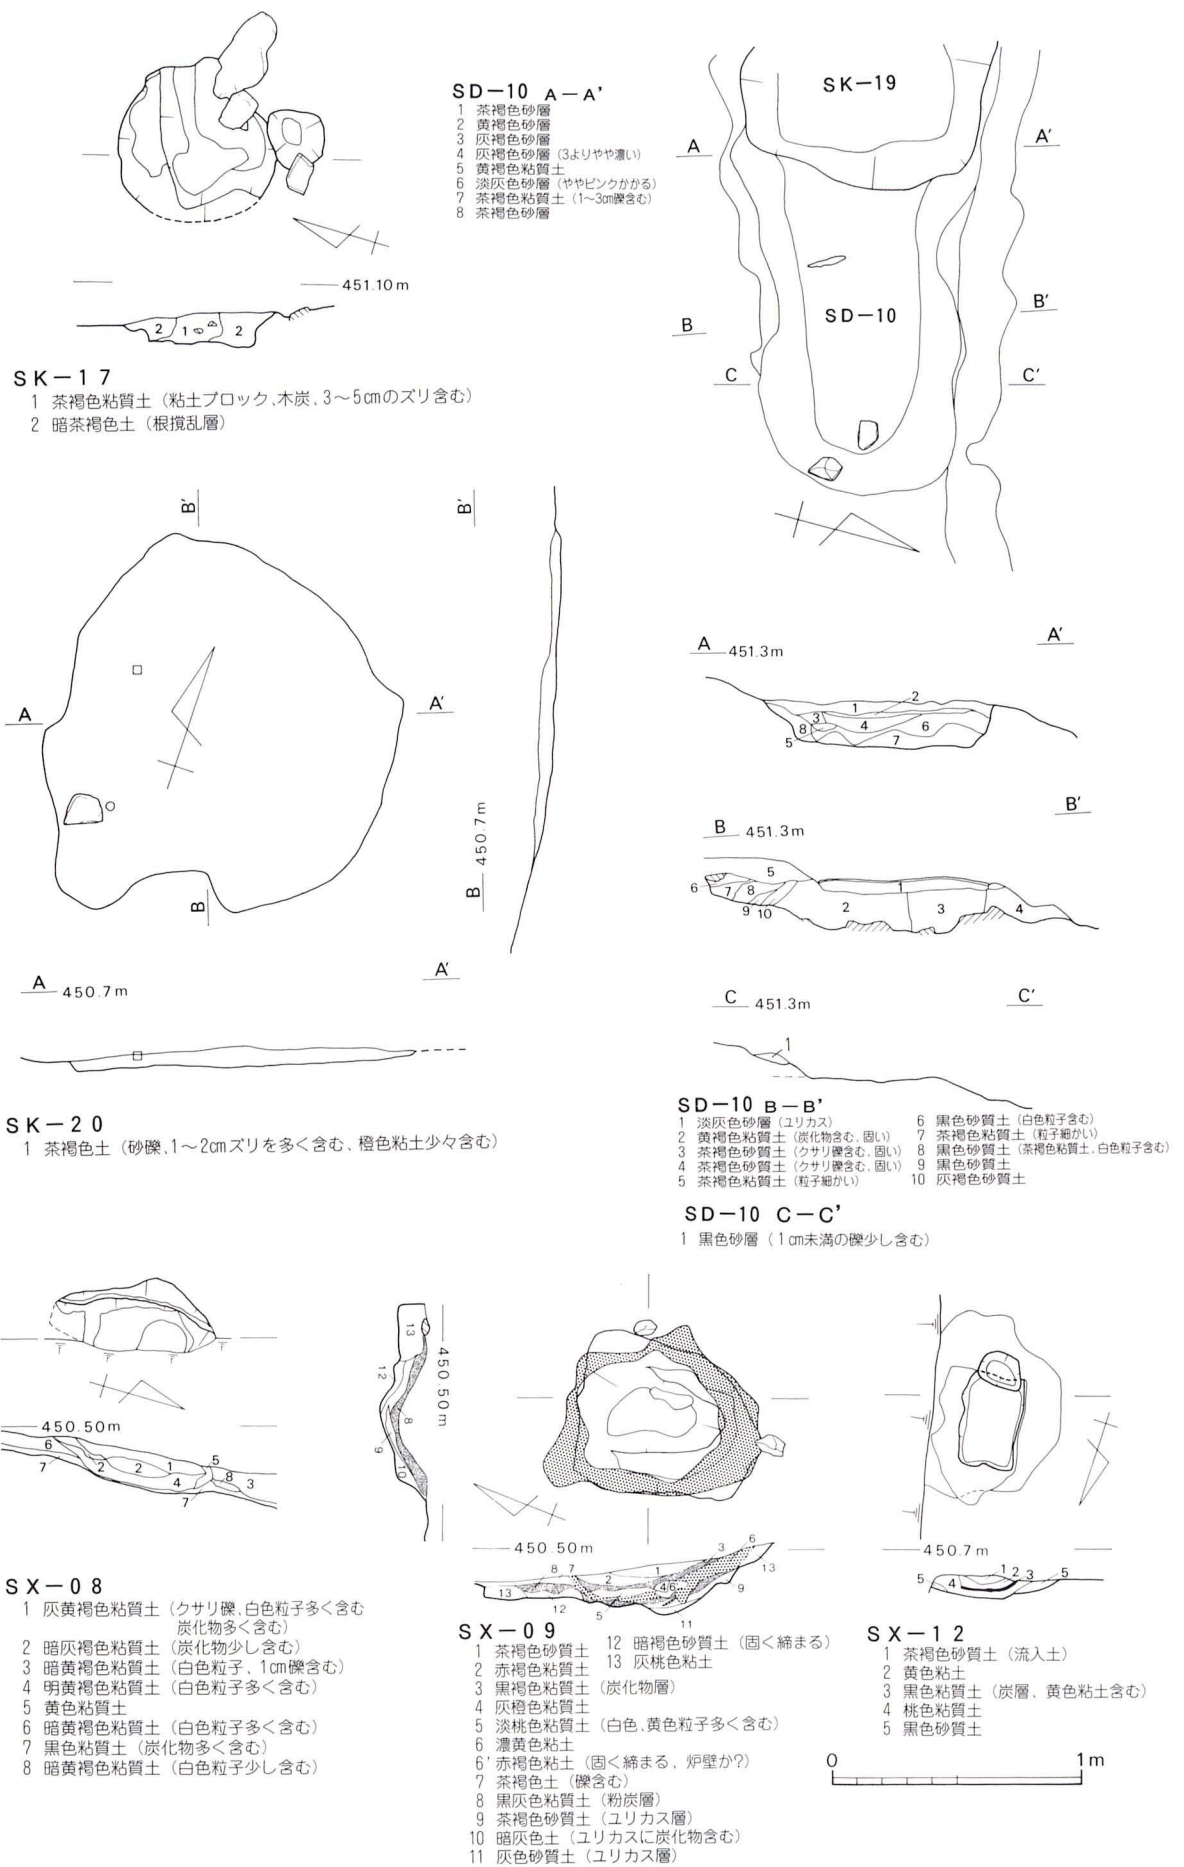 SD-10 A-A'
1 茶褐色砂層
2 黄褐色砂層
3 灰褐色砂層
4 灰褐色砂層(3よりやや濃い)
5 黄褐色粘質土
6 淡灰色砂層(ややピンクかかる)
7 茶褐色粘質土(1〜3cm礫含む)
8 茶褐色砂層
SK-19
A
A'
SD-10
B
B'
C
C'
451.10m
2 1 2
SK-17
1 茶褐色粘質土(粘土ブロック、木炭、3〜5cmのズリ含む)
2 暗茶褐色土(根撹乱層)
B'
B'
A
A'
B
B 450.7m
A 450.7m
A'
SK-20
1 茶褐色土(砂礫、1〜2cmズリを多く含む、橙色粘土少々含む)
A 451.3m
A'
1 2
3 4 6
8
5 7
B 451.3m
B'
5
6 7 8 1
9 10 2 3 4
C 451.3m
C'
1
SD-10 B-B'
1 淡灰色砂層(ユリカス)
2 黄褐色粘質土(炭化物含む、固い)
3 茶褐色砂質土(クサリ礫含む、固い)
4 茶褐色砂質土(クサリ礫含む、固い)
5 茶褐色粘質土(粒子細かい)
6 黒色砂質土(白色粒子含む)
7 茶褐色粘質土(粒子細かい)
8 黒色砂質土(茶褐色粘質土、白色粒子含む)
9 黒色砂質土
10 灰褐色砂質土
SD-10 C-C'
1 黒色砂層(1cm未満の礫少し含む)
450.50m
6 2 2 1 5
7 4 8 3
7
SX-08
1 灰黄褐色粘質土(クサリ礫、白色粒子多く含む
炭化物多く含む)
2 暗灰褐色粘質土(炭化物少し含む)
3 暗黄褐色粘質土(白色粒子、1cm礫含む)
4 明黄褐色粘質土(白色粒子多く含む)
5 黄色粘質土
6 暗黄褐色粘質土(白色粒子多く含む)
7 黒色粘質土(炭化物多く含む)
8 暗黄褐色粘質土(白色粒子少し含む)
450.50m
13
12
8
9
10
450.50m
8 7 2 1 3 6
13 4 6' 9 13
12 5 11
SX-09
1 茶褐色砂質土
2 赤褐色粘質土
3 黒褐色粘質土(炭化物層)
4 灰橙色粘質土
5 淡桃色粘質土(白色、黄色粒子多く含む)
6 濃黄色粘土
6' 赤褐色粘土(固く締まる、炉壁か?)
7 茶褐色土(礫含む)
8 黒灰色粘質土(粉炭層)
9 茶褐色砂質土(ユリカス層)
10 暗灰色土(ユリカスに炭化物含む)
11 灰色砂質土(ユリカス層)
12 暗褐色砂質土(固く締まる)
13 灰桃色粘土
450.7m
5 4 1 2 3 5
SX-12
1 茶褐色砂質土(流入土)
2 黄色粘土
3 黒色粘質土(炭層、黄色粘土含む)
4 桃色粘質土
5 黒色砂質土
0 1m